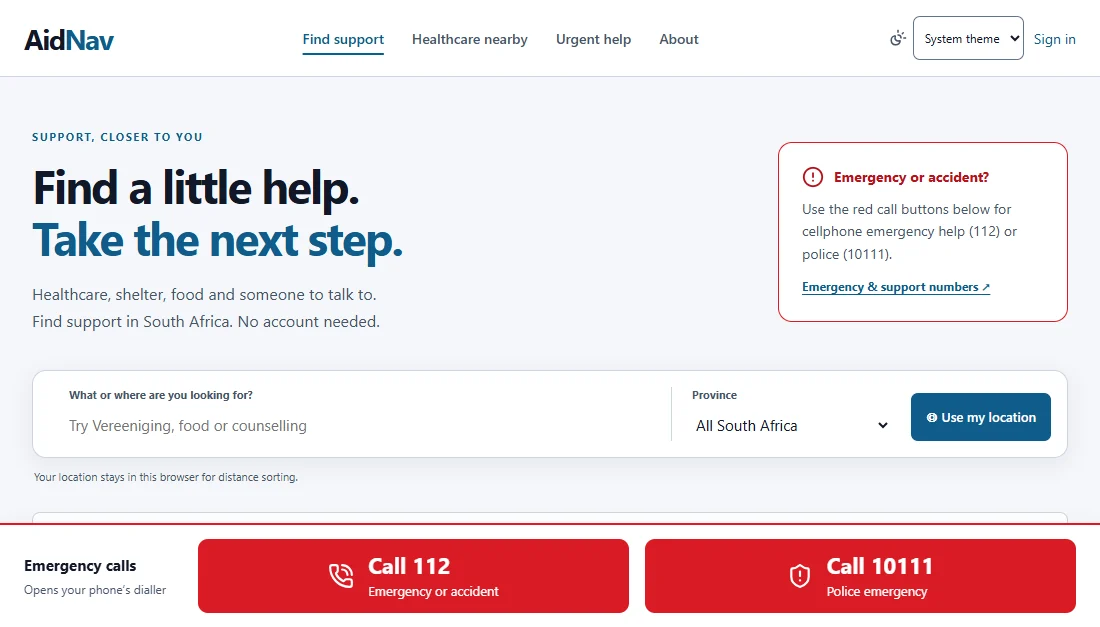 AidNav
Find support
Healthcare nearby
Urgent help
About
System theme
Sign in
SUPPORT, CLOSER TO YOU
Find a little help.
Take the next step.
Healthcare, shelter, food and someone to talk to.
Find support in South Africa. No account needed.
Emergency or accident?
Use the red call buttons below for
cellphone emergency help (112) or
police (10111).
Emergency & support numbers ↗
What or where are you looking for?
Try Vereeniging, food or counselling
Province
All South Africa
Use my location
Your location stays in this browser for distance sorting.
Emergency calls
Opens your phone's dialler
Call 112
Emergency or accident
Call 10111
Police emergency